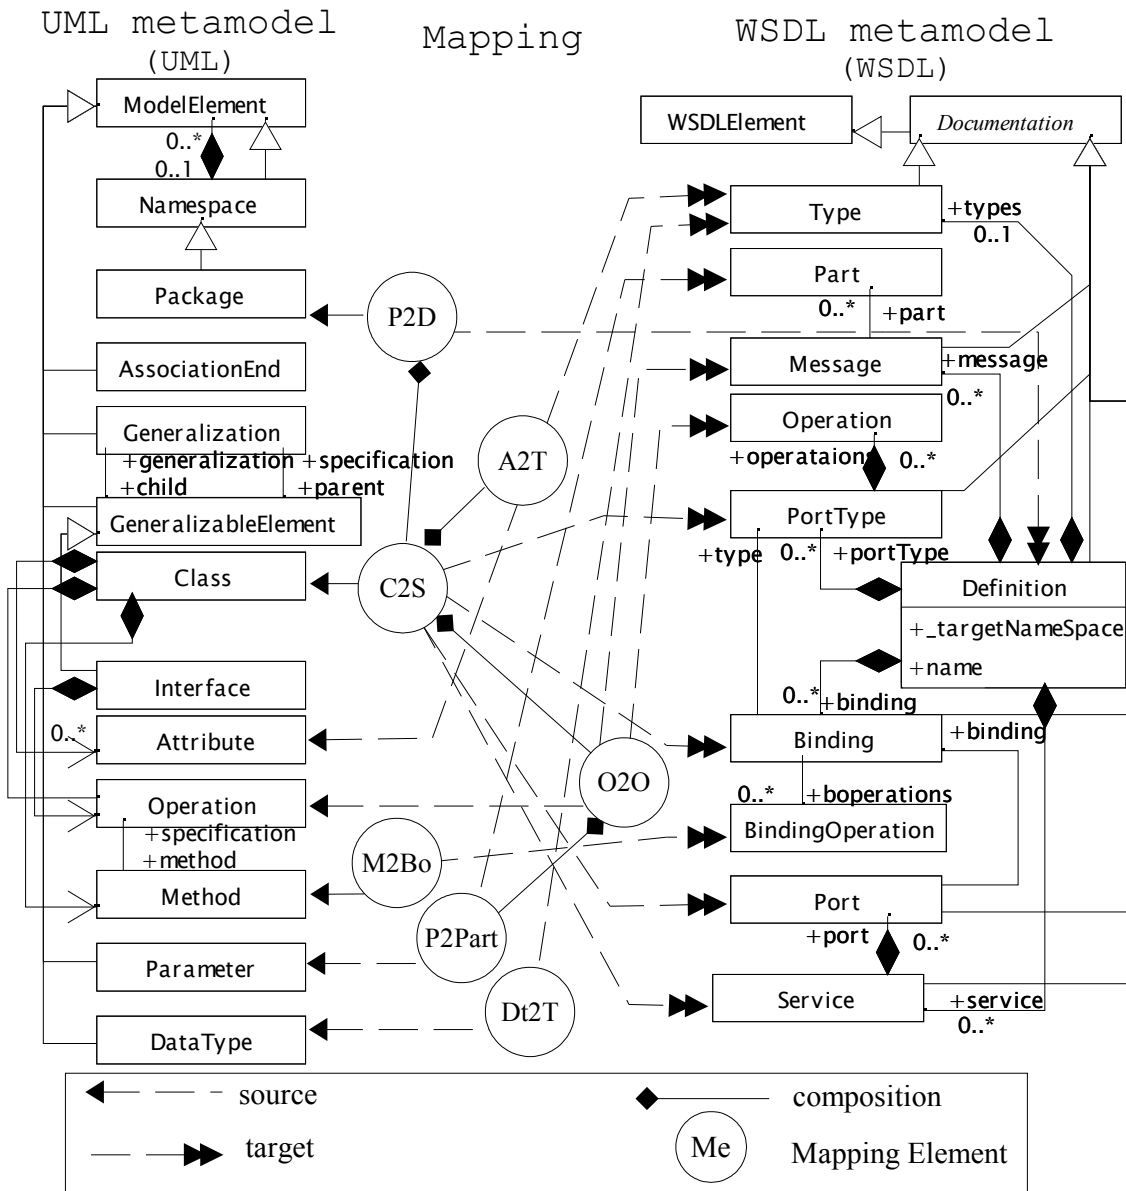 UML metamodel
(UML)
Mapping
WSDL metamodel
(WSDL)
ModelElement
0..*
0..1
Namespace
Package
AssociationEnd
Generalization
+generalization
+specification
+child
+parent
GeneralizableElement
Class
Interface
0..*
Attribute
Operation
+specification
+method
Method
Parameter
DataType
P2D
A2T
C2S
O2O
M2Bo
P2Part
Dt2T
WSDLElement
Documentation
Type
+types
0..1
Part
0..*
+part
Message
+message
0..*
Operation
+operataions
0..*
PortType
+type
0..*
+portType
Definition
+_targetNameSpace
+name
0..*
+binding
Binding
+binding
0..*
+boperations
BindingOperation
Port
+port
0..*
Service
+service
0..*
source
target
composition
Me
Mapping Element